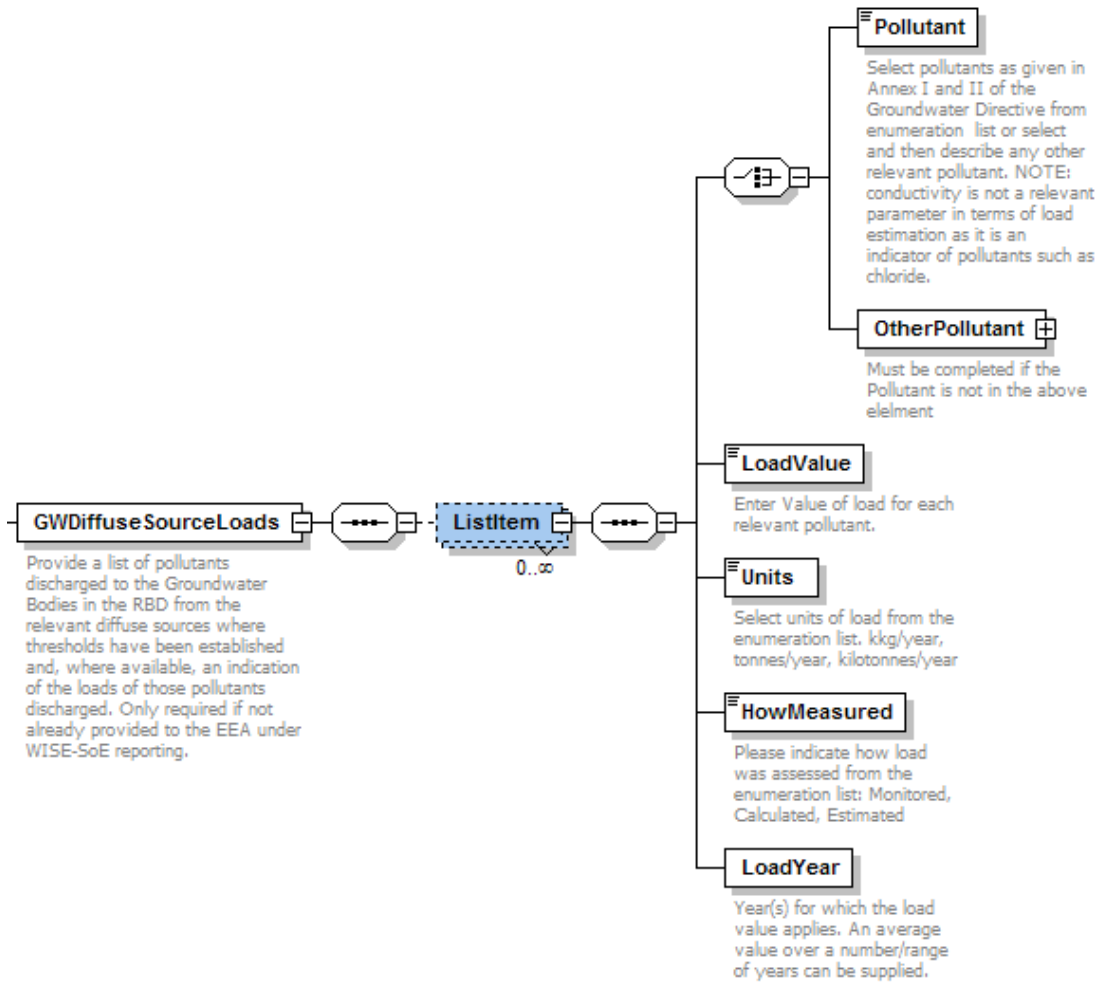 Pollutant
Select pollutants as given in
Annex I and II of the
Groundwater Directive from
enumeration list or select
and then describe any other
relevant pollutant. NOTE:
conductivity is not a relevant
parameter in terms of load
estimation as it is an
indicator of pollutants such as
chloride.
OtherPollutant
Must be completed if the
Pollutant is not in the above
elelment
LoadValue
Enter Value of load for each
relevant pollutant.
GWDiffuseSourceLoads
Provide a list of pollutants
discharged to the Groundwater
Bodies in the RBD from the
relevant diffuse sources where
thresholds have been established
and, where available, an indication
of the loads of those pollutants
discharged. Only required if not
already provided to the EEA under
WISE-SoE reporting.
ListItem
0..∞
Units
Select units of load from the
enumeration list. kkg/year,
tonnes/year, kilotonnes/year
HowMeasured
Please indicate how load
was assessed from the
enumeration list: Monitored,
Calculated, Estimated
LoadYear
Year(s) for which the load
value applies. An average
value over a number/range
of years can be supplied.